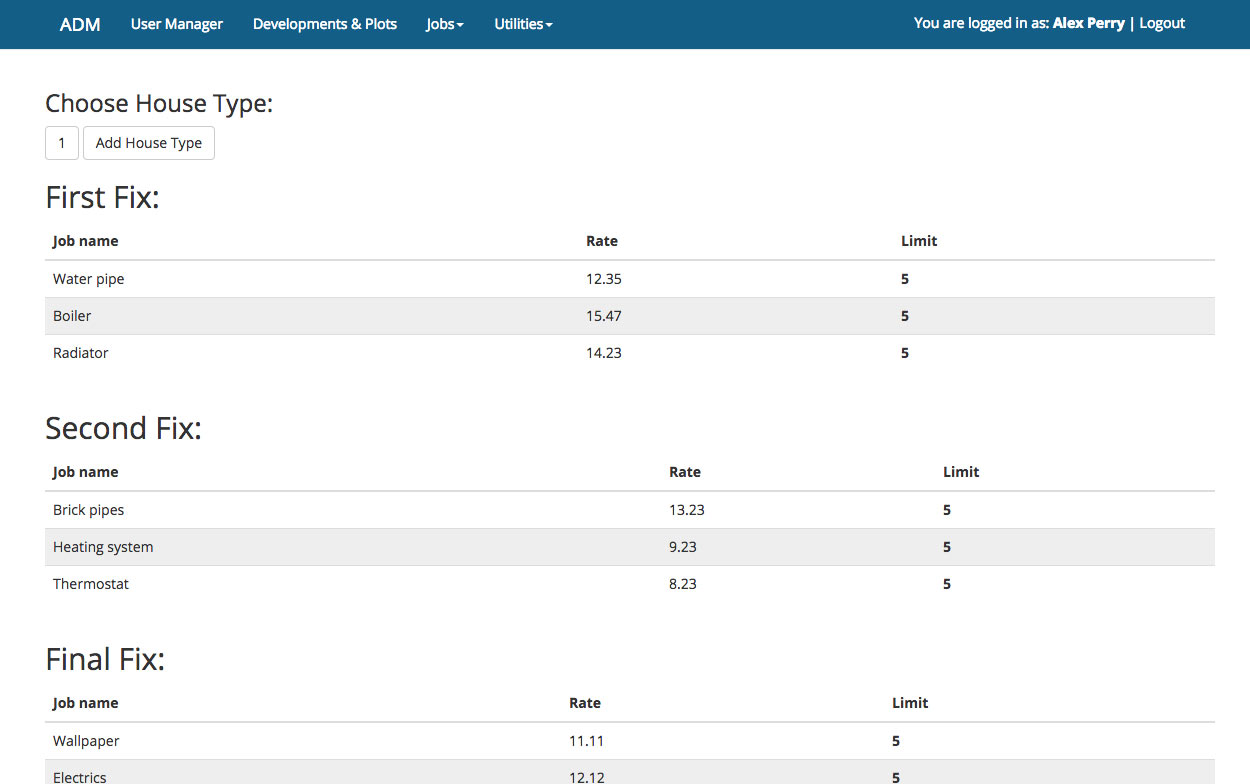 ADM User Manager Developments & Plots Jobs Utilities You are logged in as: Alex Perry | Logout
Choose House Type:
1 Add House Type
First Fix:
Job name Rate Limit
Water pipe 12.35 5
Boiler 15.47 5
Radiator 14.23 5
Second Fix:
Job name Rate Limit
Brick pipes 13.23 5
Heating system 9.23 5
Thermostat 8.23 5
Final Fix:
Job name Rate Limit
Wallpaper 11.11 5
Electrics 12.12 5